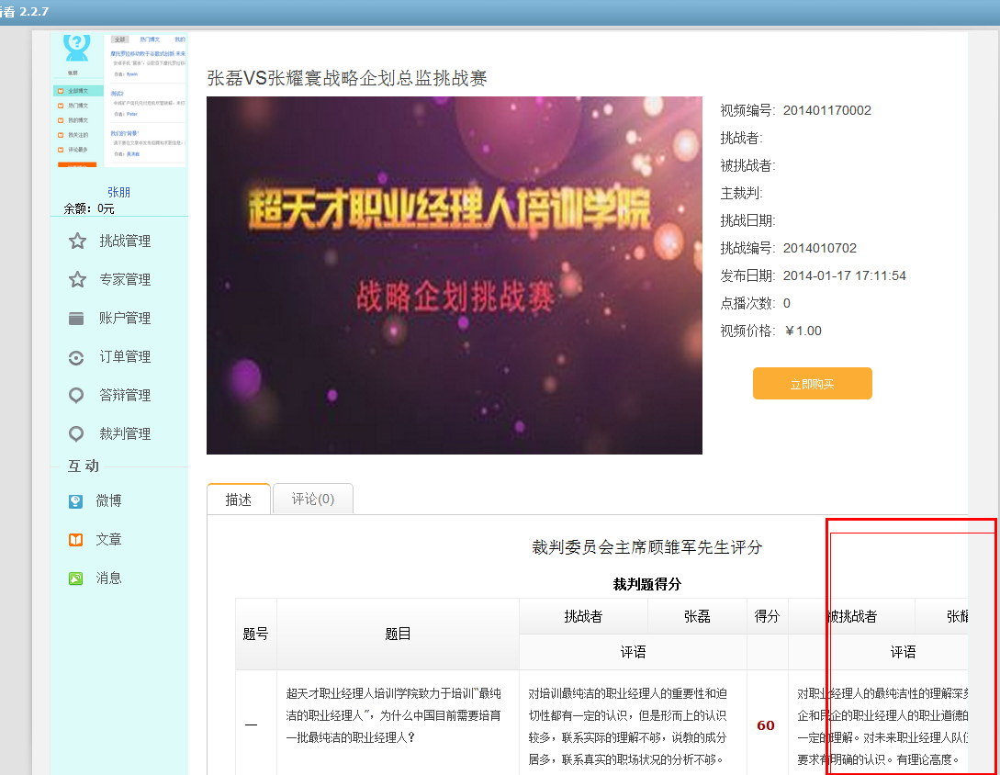 看 2.2.7
全部 热门博文 我的
张朋
全部博文
热门博文
我的博文
我关注的
评论最多
测试2
作者：Peter
我们的"背景"
张朋
余额：0元
挑战管理
专家管理
账户管理
订单管理
答辩管理
裁判管理
互 动
微博
文章
消息
张磊VS张耀寰战略企划总监挑战赛
超天才职业经理人培训学院
战略企划挑战赛
视频编号: 201401170002
挑战者:
被挑战者:
主裁判:
挑战日期:
挑战编号: 2014010702
发布日期: 2014-01-17 17:11:54
点播次数: 0
视频价格: ￥1.00
立即购买
描述 评论(0)
裁判委员会主席顾雏军先生评分
裁判题得分
题号 题目 挑战者 张磊 得分 被挑战者 张耀
评语 评语
一
超天才职业经理人培训学院致力于培训“最纯
洁的职业经理人”，为什么中国目前需要培育
一批最纯洁的职业经理人？
对培训最纯洁的职业经理人的重要性和迫
切性都有一定的认识，但是形而上的认识
较多，联系实际的理解不够，说教的成分
居多，联系真实的职场状况的分析不够。
60
对职业经理人的最纯洁性的理解深
企和民企的职业经理人的职业道德
一定的理解。对未来职业经理人队
要求有明确的认识。有理论高度。